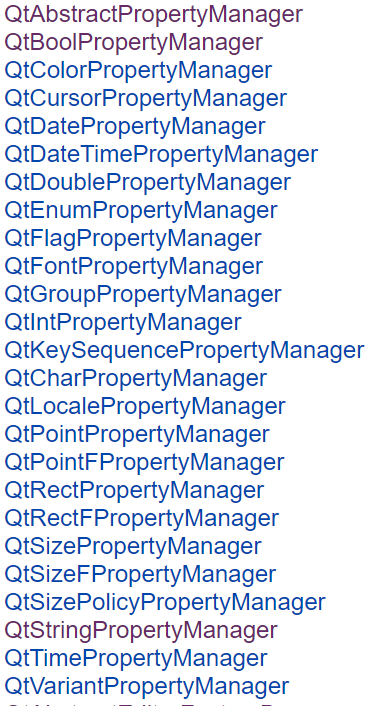 QtAbstractPropertyManager
QtBoolPropertyManager
QtColorPropertyManager
QtCursorPropertyManager
QtDatePropertyManager
QtDateTimePropertyManager
QtDoublePropertyManager
QtEnumPropertyManager
QtFlagPropertyManager
QtFontPropertyManager
QtGroupPropertyManager
QtIntPropertyManager
QtKeySequencePropertyManager
QtCharPropertyManager
QtLocalePropertyManager
QtPointPropertyManager
QtPointFPropertyManager
QtRectPropertyManager
QtRectFPropertyManager
QtSizePropertyManager
QtSizeFPropertyManager
QtSizePolicyPropertyManager
QtStringPropertyManager
QtTimePropertyManager
QtVariantPropertyManager